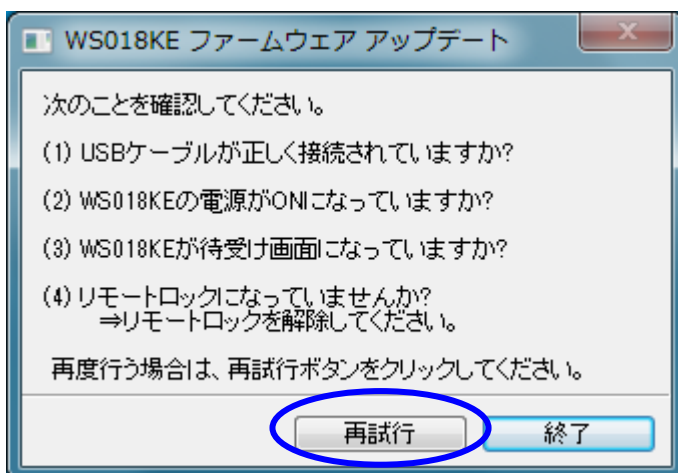 WS018KE ファームウェア アップデート
次のことを確認してください。
(1) USBケーブルが正しく接続されていますか?
(2) WS018KEの電源がONになっていますか?
(3) WS018KEが待受け画面になっていますか?
(4) リモートロックになっていませんか?
⇒リモートロックを解除してください。
再度行う場合は、再試行ボタンをクリックしてください。
再試行 終了